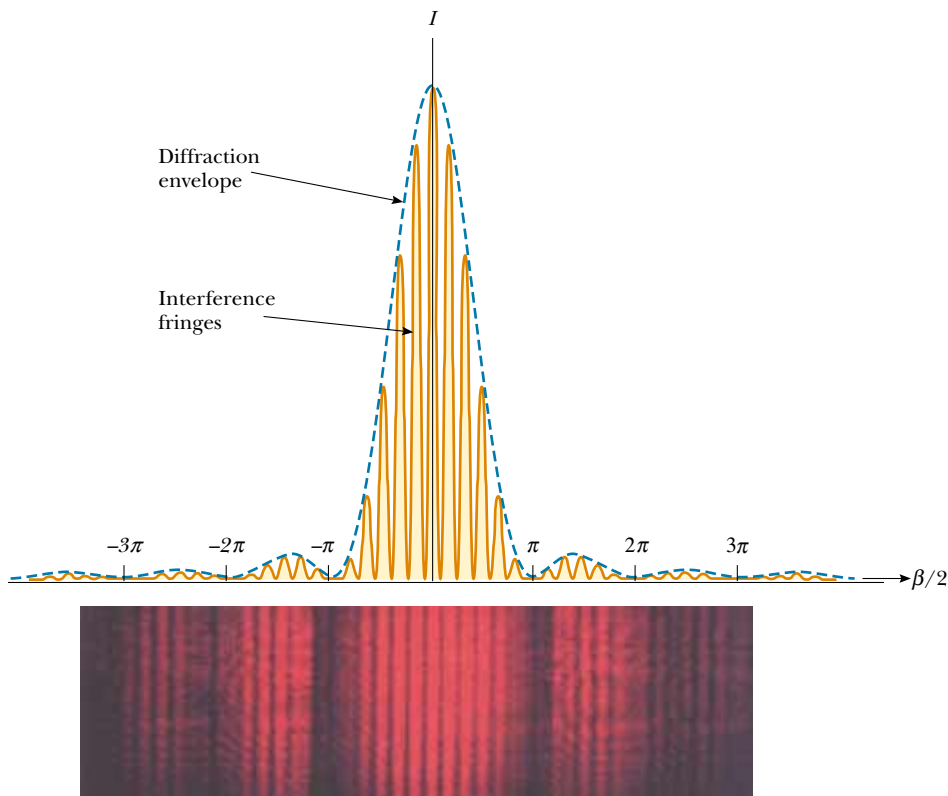 I
Diffraction
envelope
Interference
fringes
−3π −2π −π π 2π 3π
β/2